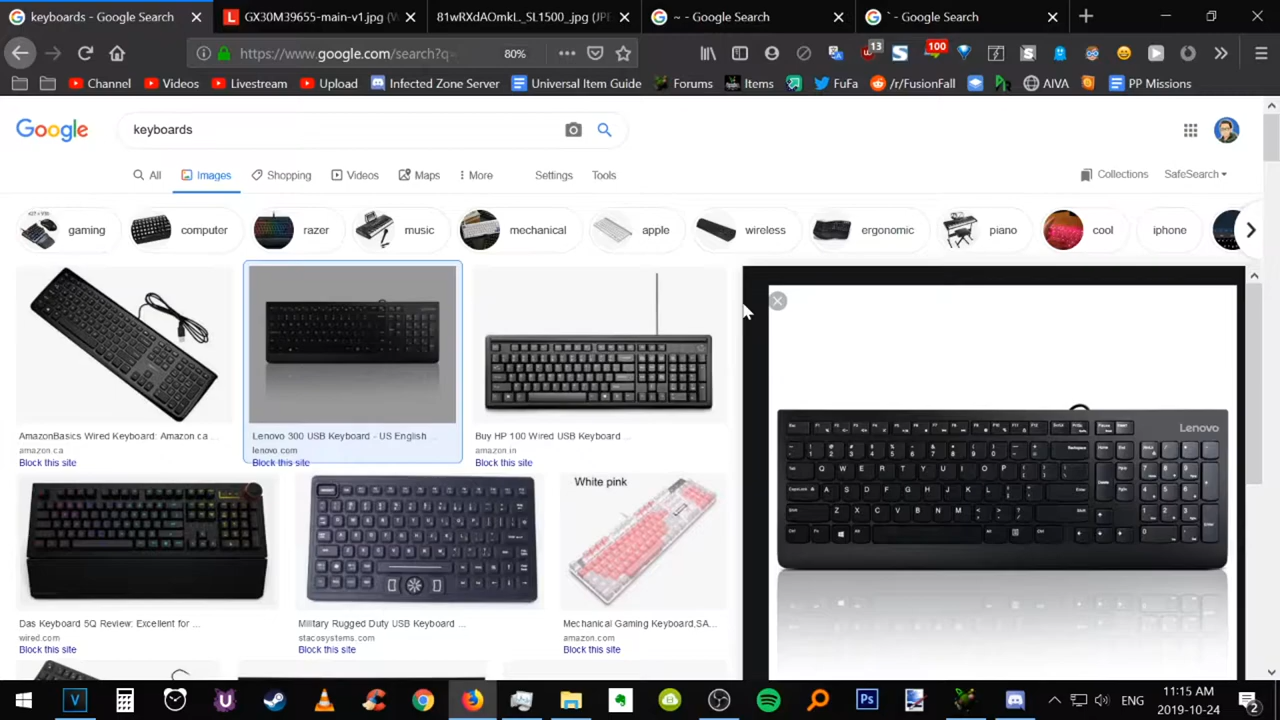 keyboards - Google Search
GX30M39655-main-v1.jpg (W
81wRXdAOmkL._SL1500_.jpg (JPE
~ - Google Search
` - Google Search
https://www.google.com/search?q=
80%
13
100
Channel
Videos
Livestream
Upload
Infected Zone Server
Universal Item Guide
Forums
Items
FuFa
/r/FusionFall
AIVA
PP Missions
Google
keyboards
All
Images
Shopping
Videos
Maps
More
Settings
Tools
Collections
SafeSearch
gaming
computer
razer
music
mechanical
apple
wireless
ergonomic
piano
cool
iphone
Lenovo
AmazonBasics Wired Keyboard: Amazon.ca ...
amazon.ca
Block this site
Lenovo 300 USB Keyboard - US English ...
lenovo.com
Block this site
Buy HP 100 Wired USB Keyboard ...
amazon.in
Block this site
White pink
Das Keyboard 5Q Review: Excellent for ...
wired.com
Block this site
Military Rugged Duty USB Keyboard ...
stacosystems.com
Block this site
Mechanical Gaming Keyboard,SA...
amazon.com
Block this site
Q W E R T Y U I O P
A S D F G H J K L
Z X C V B N M
ENG
11:15 AM
2019-10-24
2